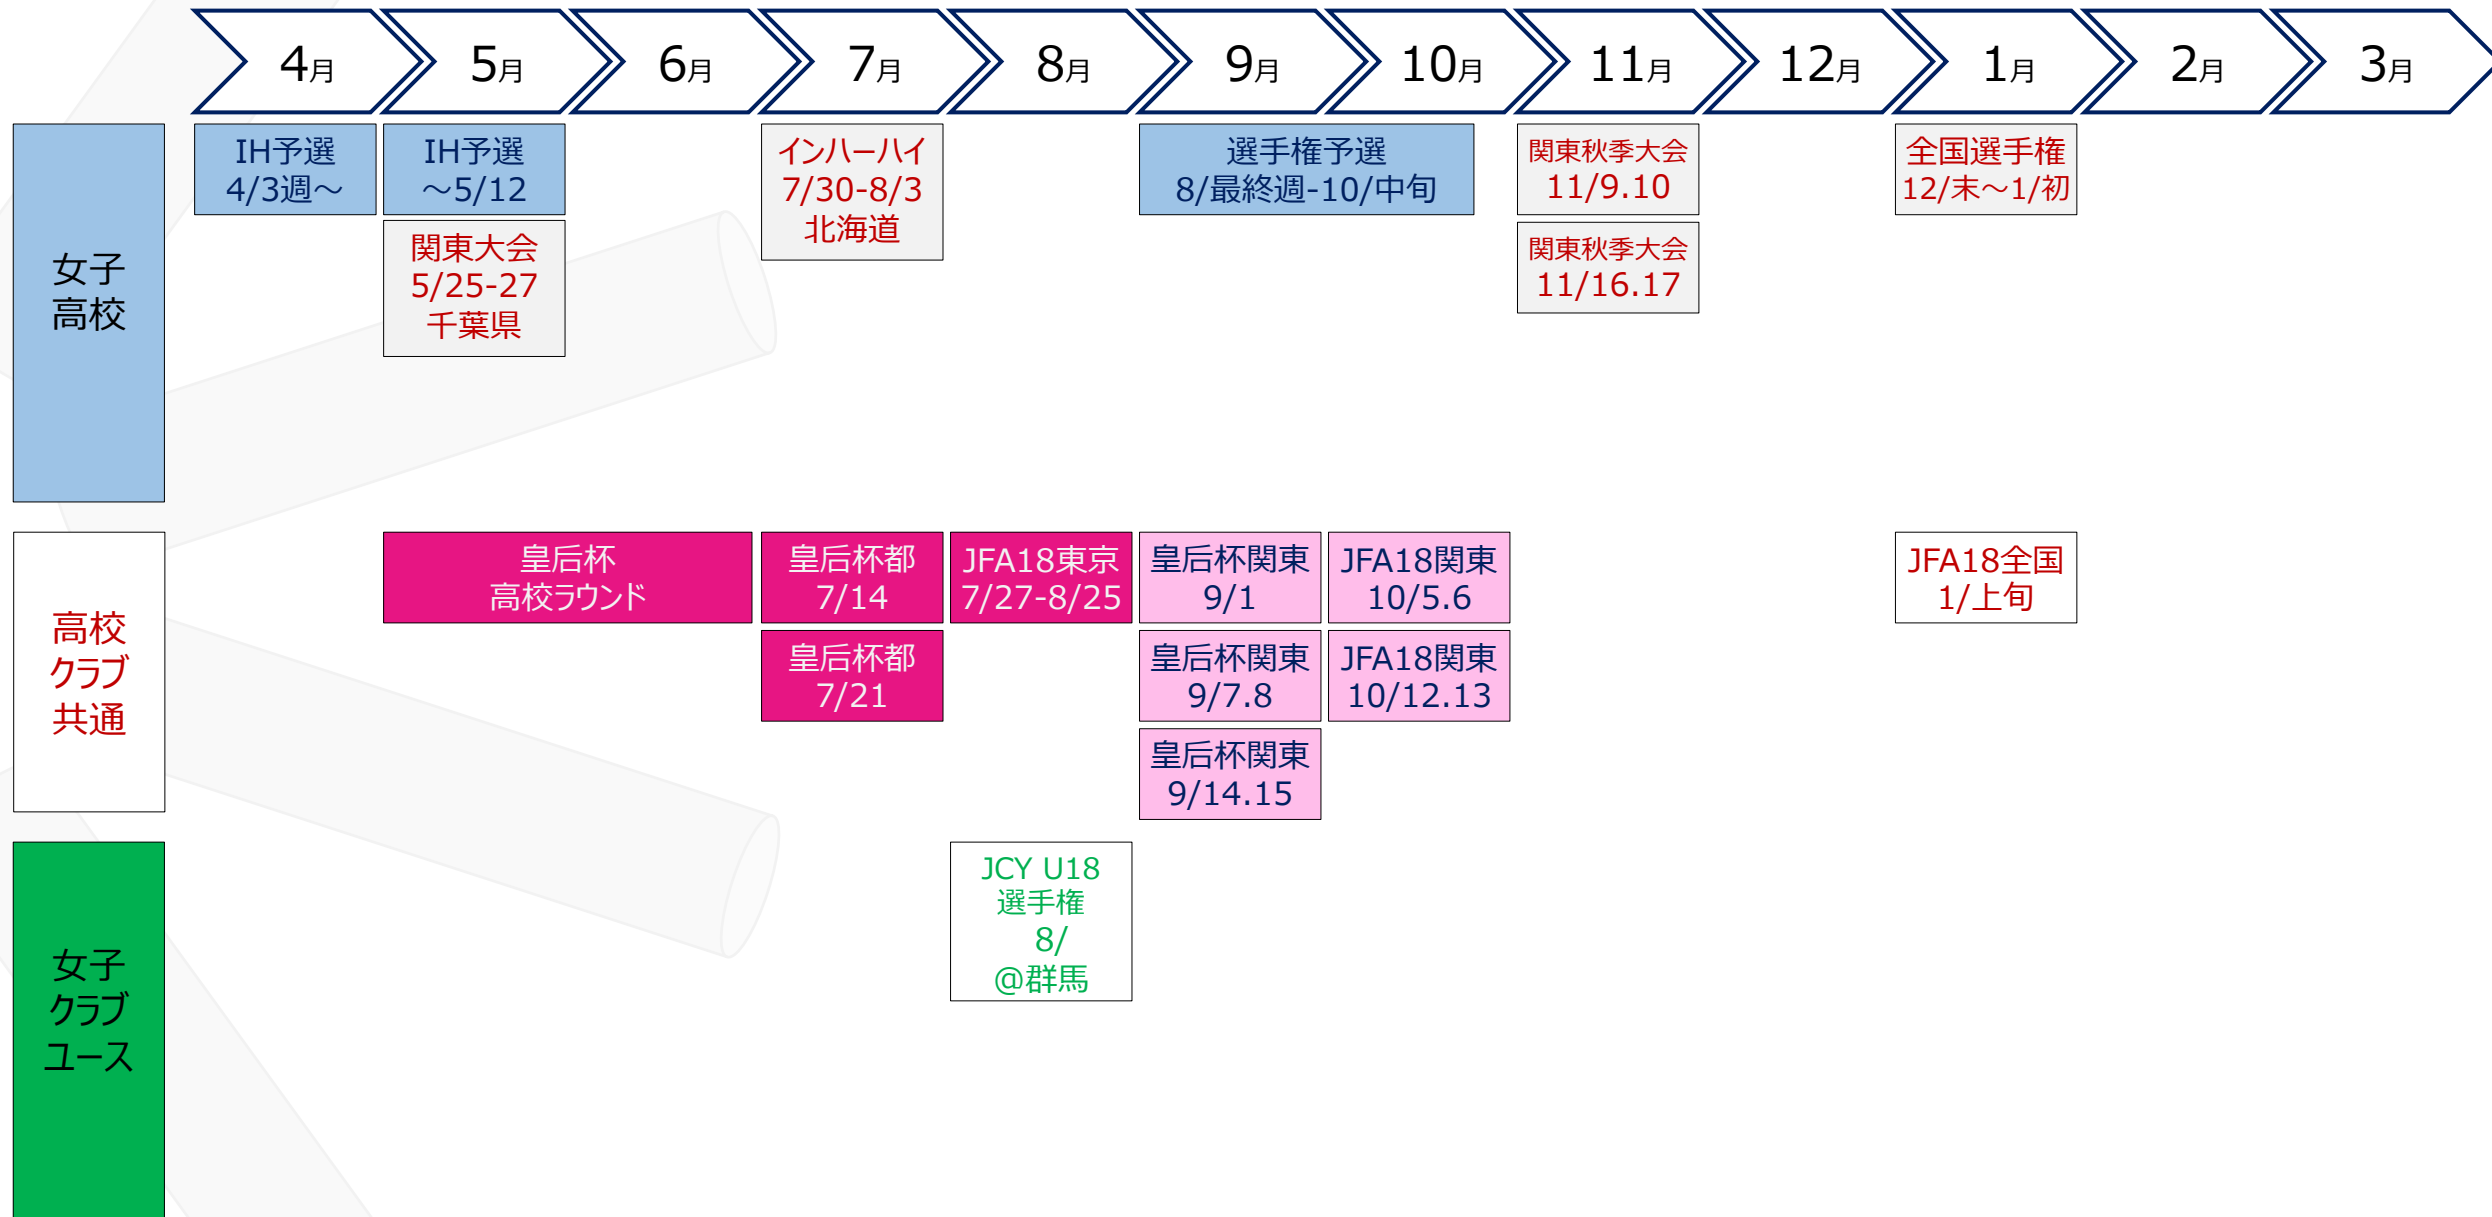 4月
5月
6月
7月
8月
9月
10月
11月
12月
1月
2月
3月
女子
高校
IH予選
4/3週～
IH予選
～5/12
関東大会
5/25-27
千葉県
インハーハイ
7/30-8/3
北海道
選手権予選
8/最終週-10/中旬
関東秋季大会
11/9.10
関東秋季大会
11/16.17
全国選手権
12/末～1/初
高校
クラブ
共通
皇后杯
高校ラウンド
皇后杯都
7/14
皇后杯都
7/21
JFA18東京
7/27-8/25
皇后杯関東
9/1
皇后杯関東
9/7.8
皇后杯関東
9/14.15
JFA18関東
10/5.6
JFA18関東
10/12.13
JFA18全国
1/上旬
女子
クラブ
ユース
JCY U18
選手権
8/
@群馬